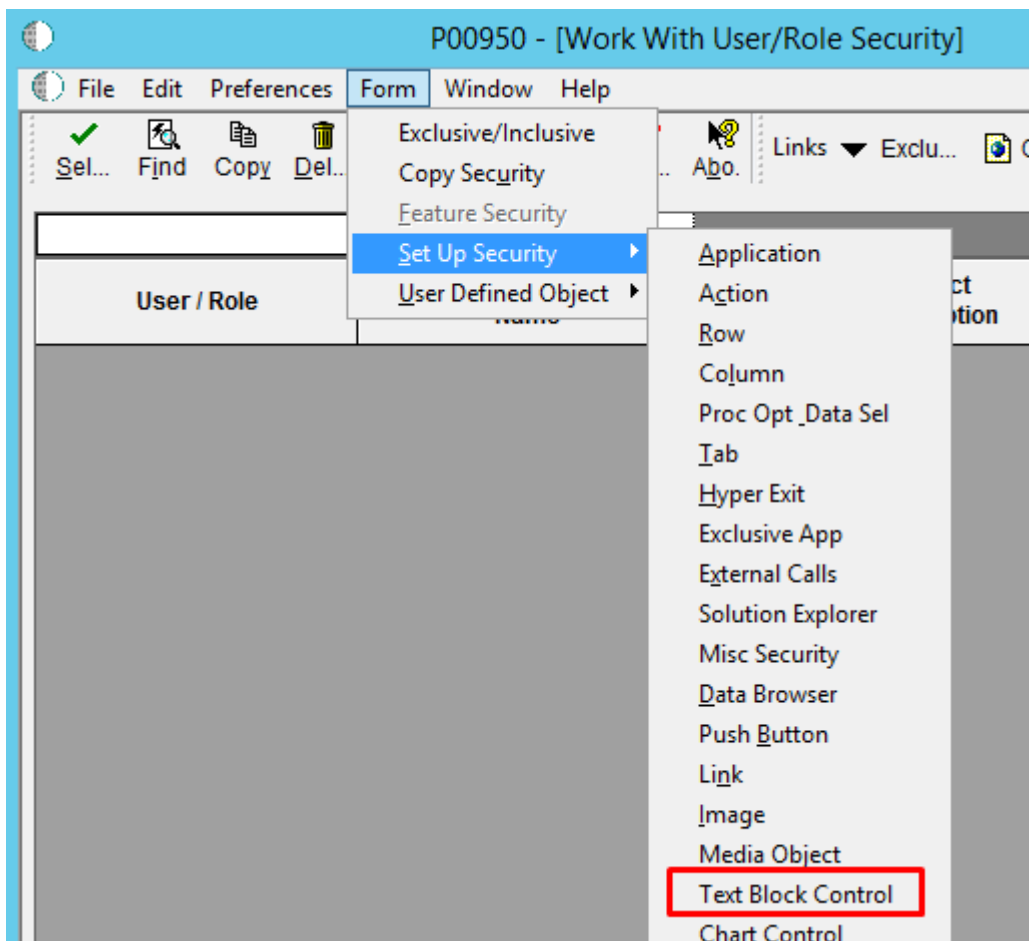 P00950 - [Work With User/Role Security]
File Edit Preferences Form Window Help
Sel... Find Copy Del... .. Abo. Links Exclu...
Exclusive/Inclusive
Copy Security
Feature Security
Set Up Security
User Defined Object
User / Role
Name
Application
Action
Row
Column
Proc Opt _Data Sel
Tab
Hyper Exit
Exclusive App
External Calls
Solution Explorer
Misc Security
Data Browser
Push Button
Link
Image
Media Object
Text Block Control
Chart Control